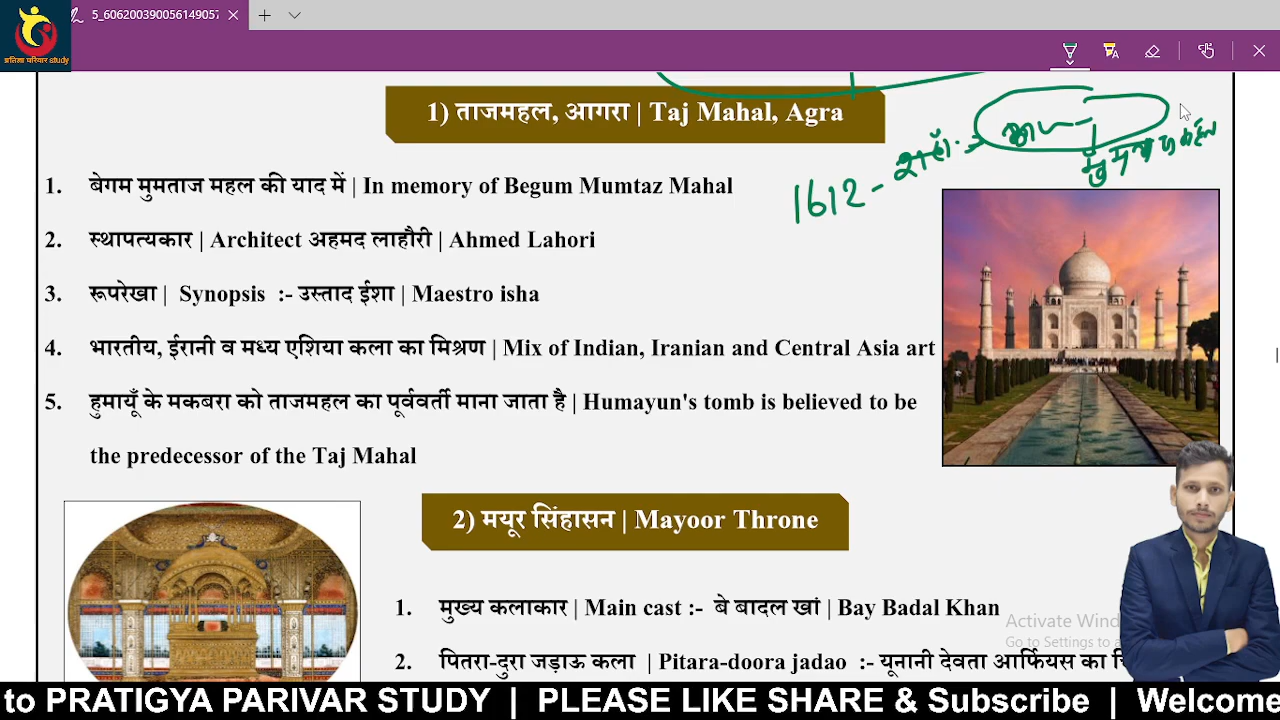 5_606200390056149057
प्रतिज्ञा परिवार study
1) ताजमहल, आगरा | Taj Mahal, Agra
1612 - शाहॉ.
1. बेगम मुमताज महल की याद में | In memory of Begum Mumtaz Mahal
2. स्थापत्यकार | Architect अहमद लाहौरी | Ahmed Lahori
3. रूपरेखा | Synopsis :- उस्ताद ईशा | Maestro isha
4. भारतीय, ईरानी व मध्य एशिया कला का मिश्रण | Mix of Indian, Iranian and Central Asia art
5. हुमायूँ के मकबरा को ताजमहल का पूर्ववर्ती माना जाता है | Humayun's tomb is believed to be
the predecessor of the Taj Mahal
2) मयूर सिंहासन | Mayoor Throne
1. मुख्य कलाकार | Main cast :- बे बादल खां | Bay Badal Khan
Activate Wind
Go to Settings to a
2. पितरा-दुरा जड़ाऊ कला | Pitara-doora jadao :- यूनानी देवता आर्फियस का
to PRATIGYA PARIVAR STUDY | PLEASE LIKE SHARE & Subscribe | Welcome